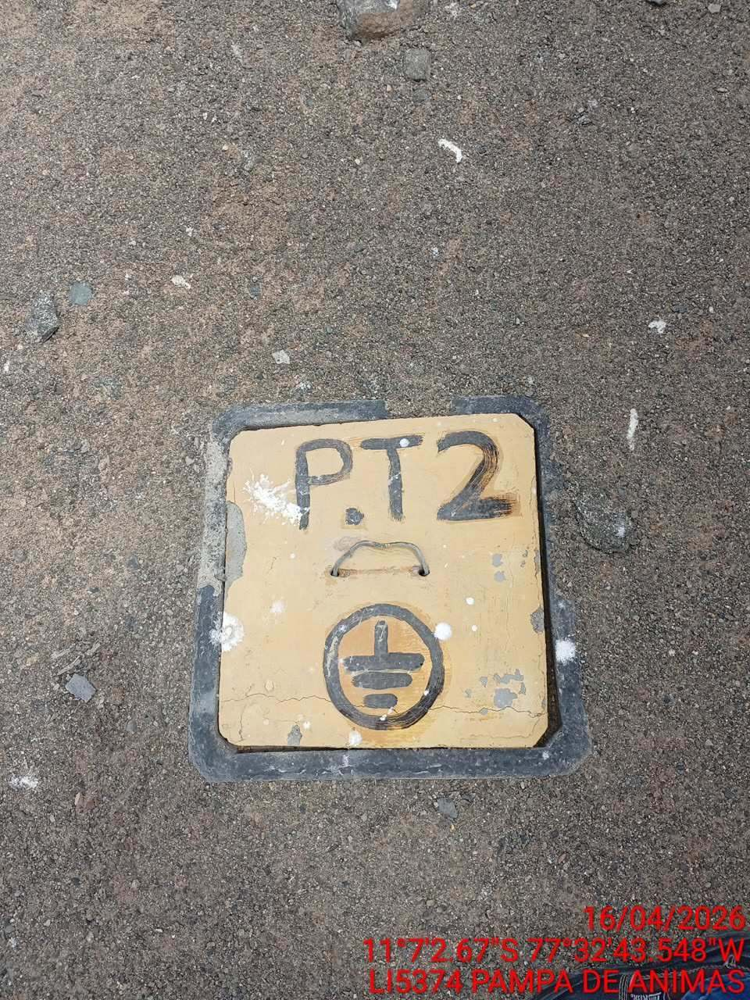 P.T2
16/04/2026
11°7'2.67"S 77°32'43.548"W
LI5374 PAMPA DE ANIMAS